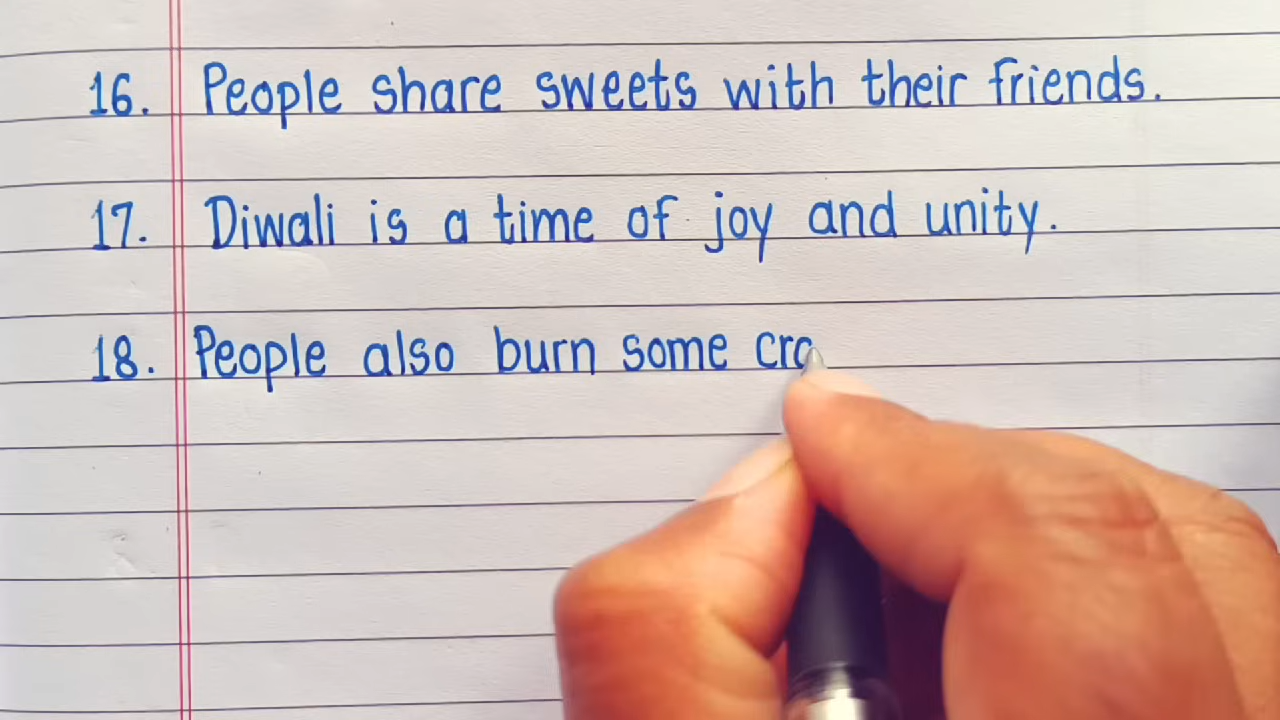 16. People share sweets with their friends.
17. Diwali is a time of joy and unity.
18. People also burn some